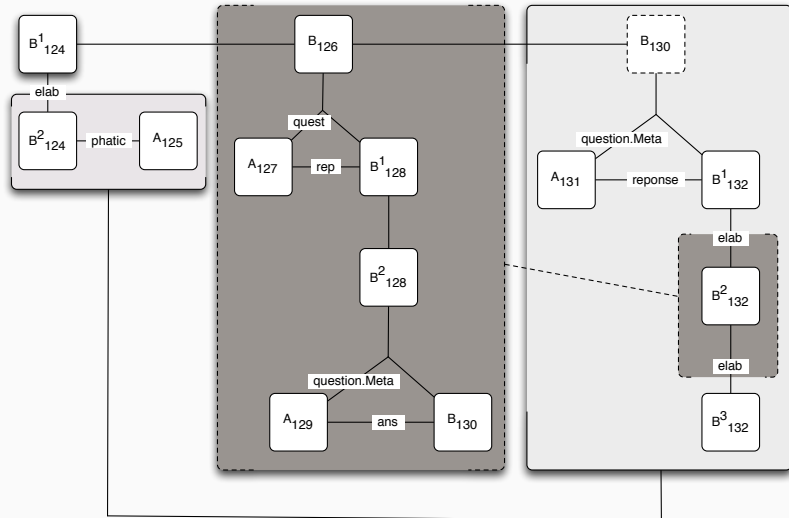 B¹₁₂₄
elab
B²₁₂₄
phatic
A₁₂₅
B₁₂₆
quest
A₁₂₇
rep
B¹₁₂₈
B²₁₂₈
question.Meta
A₁₂₉
ans
B₁₃₀
B₁₃₀
question.Meta
A₁₃₁
reponse
B¹₁₃₂
elab
B²₁₃₂
elab
B³₁₃₂